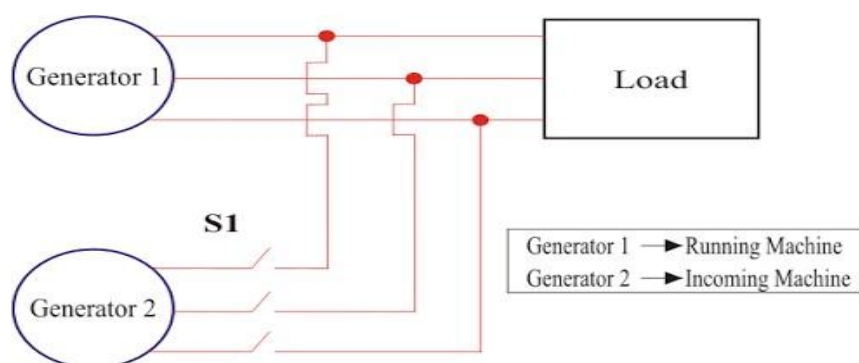 Generator 1
Load
S1
Generator 2
Generator 1 → Running Machine
Generator 2 → Incoming Machine